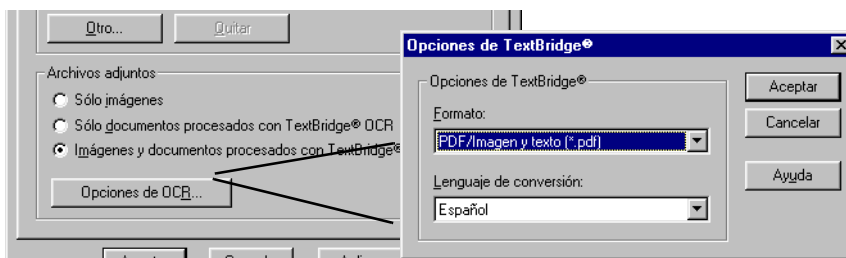 Otro...
Quitar
Archivos adjuntos
Sólo imágenes
Sólo documentos procesados con TextBridge® OCR
Imágenes y documentos procesados con TextBridge®
Opciones de OCR...
Opciones de TextBridge®
Opciones de TextBridge®
Formato:
PDF/Imagen y texto (*.pdf)
Lenguaje de conversión:
Español
Aceptar
Cancelar
Ayuda